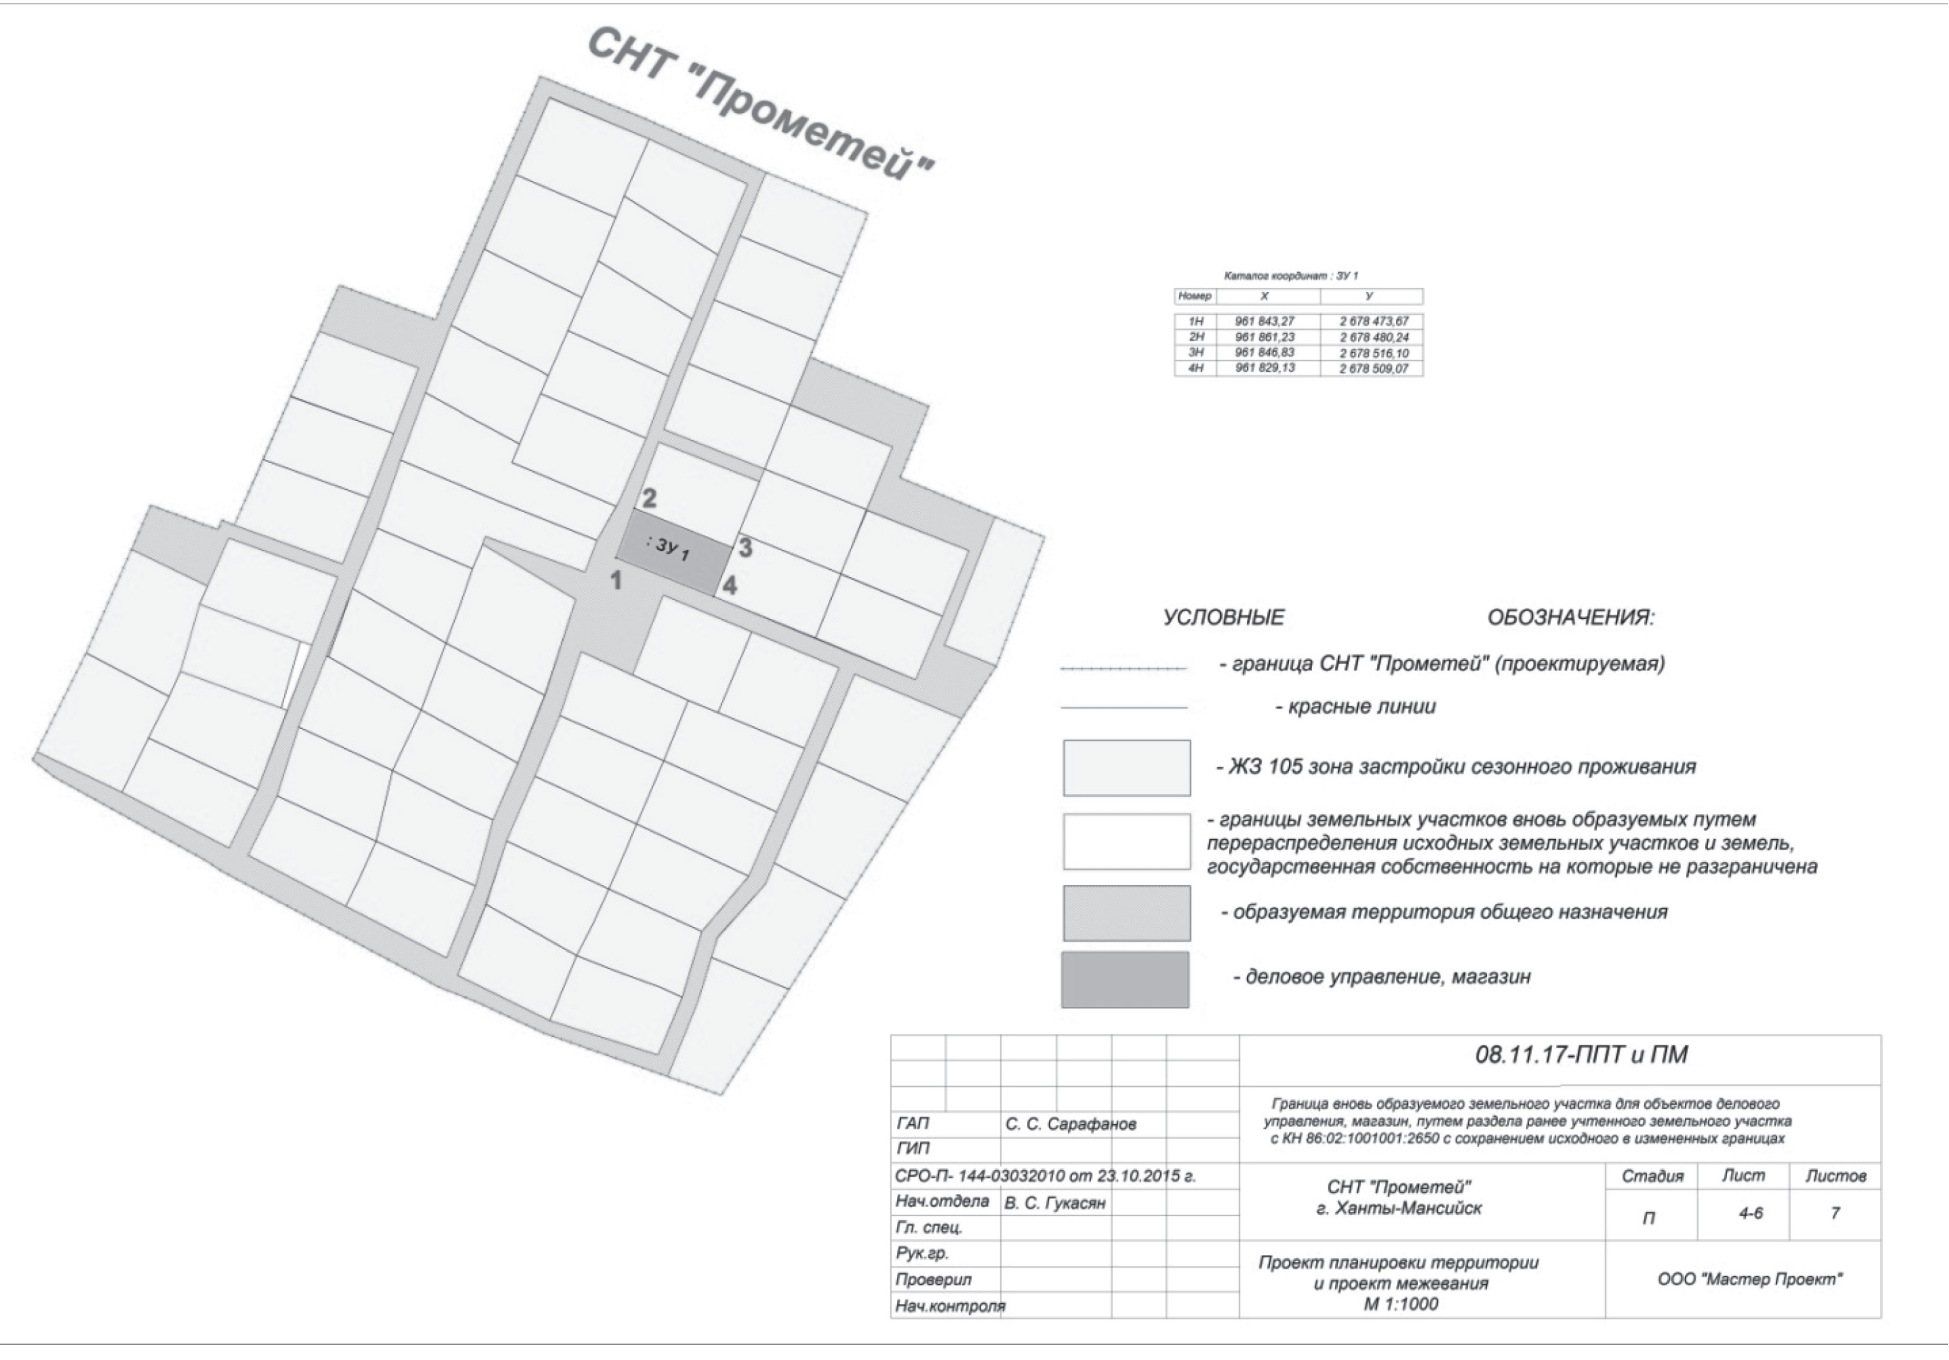 СНТ "Прометей"
Каталог координат : ЗУ 1
Номер X У
1Н 961 843,27 2 678 473,67
2Н 961 861,23 2 678 480,24
3Н 961 846,83 2 678 516,10
4Н 961 829,13 2 678 509,07
2
: ЗУ 1
3
1
4
УСЛОВНЫЕ ОБОЗНАЧЕНИЯ:
- граница СНТ "Прометей" (проектируемая)
- красные линии
- ЖЗ 105 зона застройки сезонного проживания
- границы земельных участков вновь образуемых путем
перераспределения исходных земельных участков и земель,
государственная собственность на которые не разграничена
- образуемая территория общего назначения
- деловое управление, магазин
08.11.17-ППТ и ПМ
Граница вновь образуемого земельного участка для объектов делового
управления, магазин, путем раздела ранее учтенного земельного участка
с КН 86:02:1001001:2650 с сохранением исходного в измененных границах
ГАП С. С. Сарафанов
ГИП
СРО-П- 144-03032010 от 23.10.2015 г.
Нач.отдела В. С. Гукасян
Гл. спец.
Рук.гр.
Проверил
Нач.контроля
СНТ "Прометей"
г. Ханты-Мансийск
Стадия Лист Листов
П 4-6 7
Проект планировки территории
и проект межевания
М 1:1000
ООО "Мастер Проект"